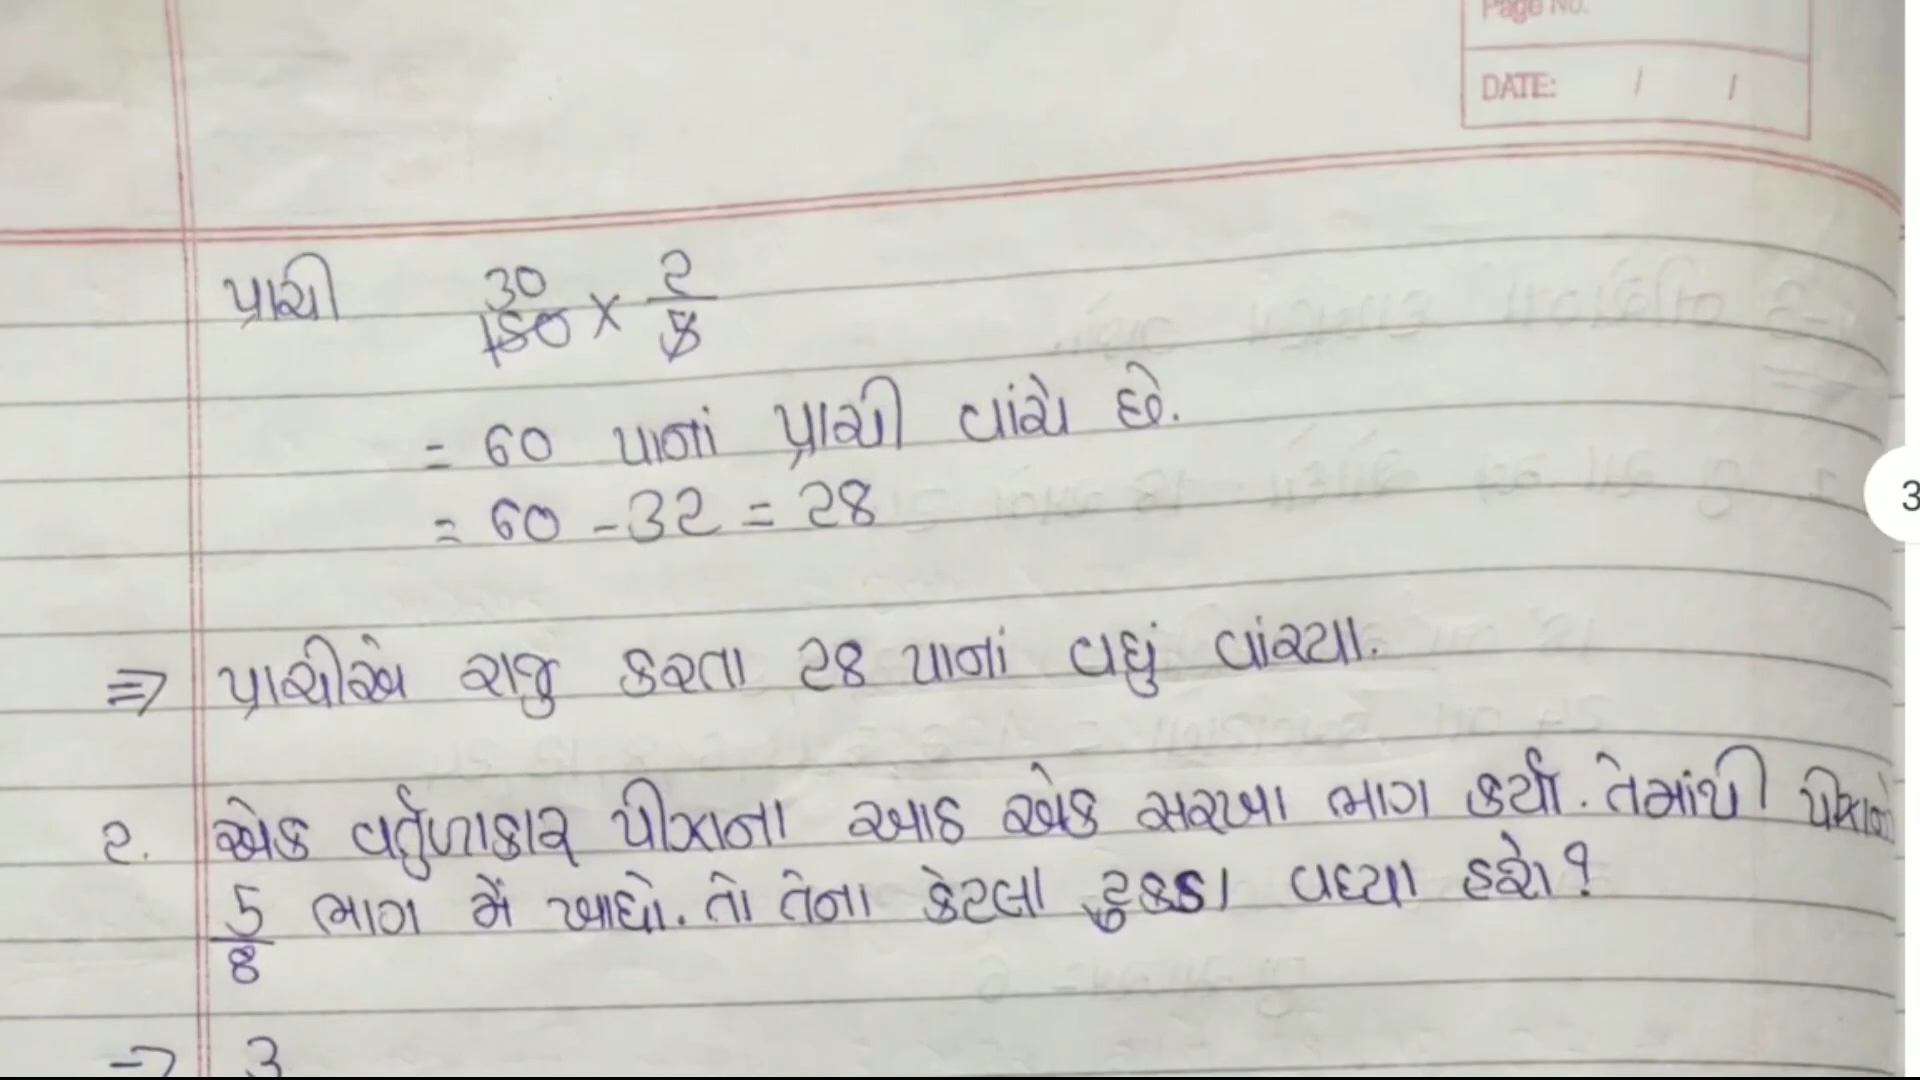 Page No.
DATE: / /
પ્રાચી 30
150 × 2/5
= 60 પાનાં પ્રાચી વાંચે છે.
= 60 - 32 = 28
⇒ પ્રાચીએ રાજુ કરતા 28 પાનાં વધું વાંચ્યા.
2. એક વર્તુળાકાર પીઝાના આઠ એક સરખા ભાગ કર્યા. તેમાંથી પીઝાનો
5/8 ભાગ મેં ખાધો. તો તેના કેટલા ટુકડા વધ્યા હશે?
→ 3
3